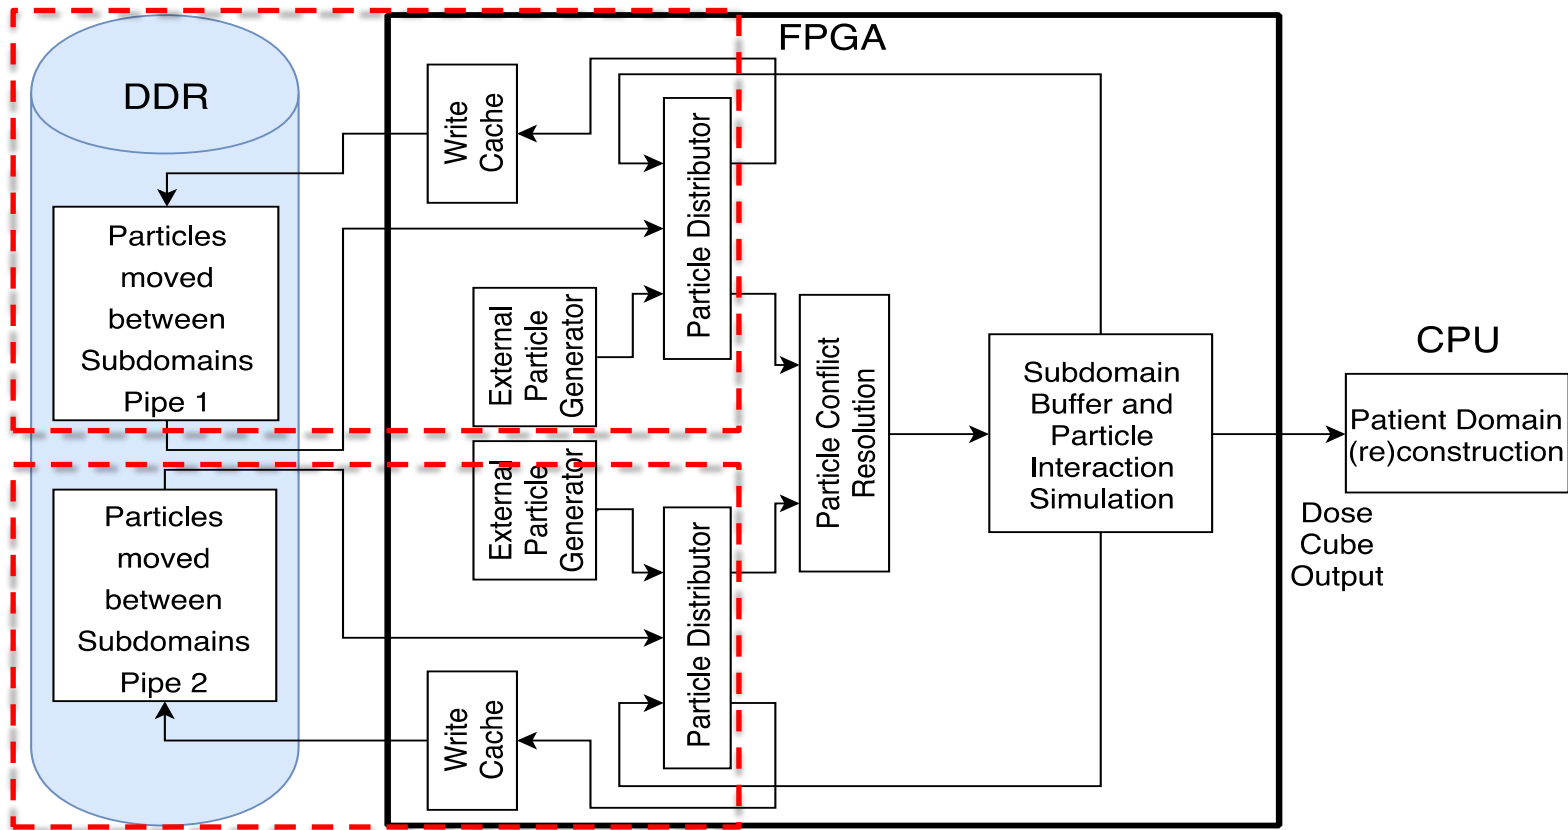 FPGA
DDR
Write
Cache
Particle Distributor
Particles
moved
between
Subdomains
Pipe 1
External
Particle
Generator
Particle Conflict
Resolution
Subdomain
Buffer and
Particle
Interaction
Simulation
CPU
Patient Domain
(re)construction
Dose
Cube
Output
External
Particle
Generator
Particles
moved
between
Subdomains
Pipe 2
Particle Distributor
Write
Cache